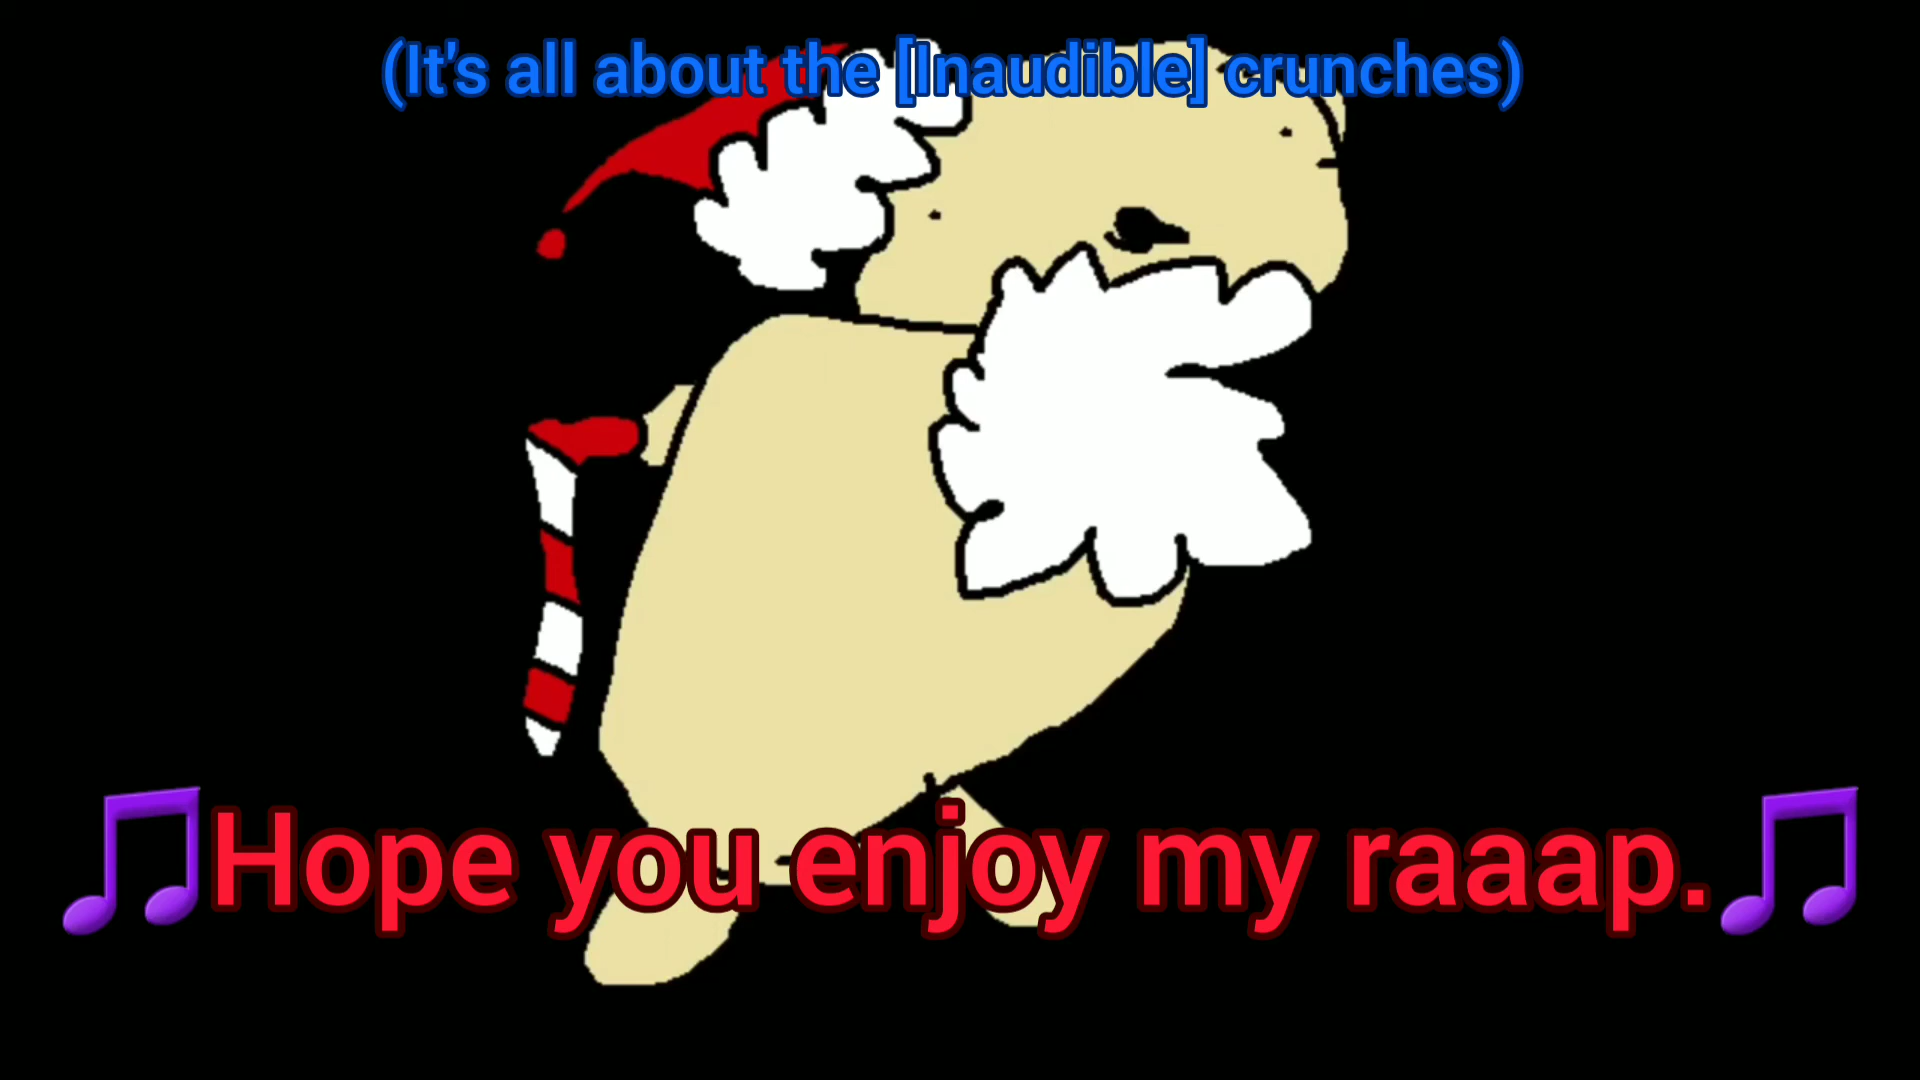 (It's all about the [Inaudible] crunches)
🎵Hope you enjoy my raaap.🎵